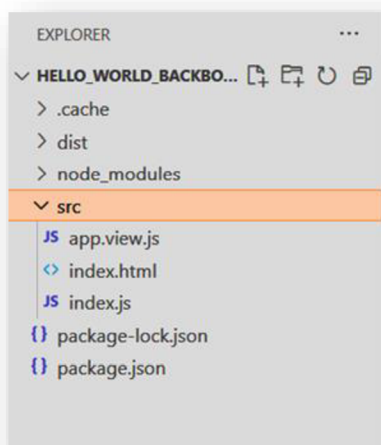 EXPLORER ...
HELLO_WORLD_BACKBO...
.cache
dist
node_modules
src
JS app.view.js
<> index.html
JS index.js
{} package-lock.json
{} package.json